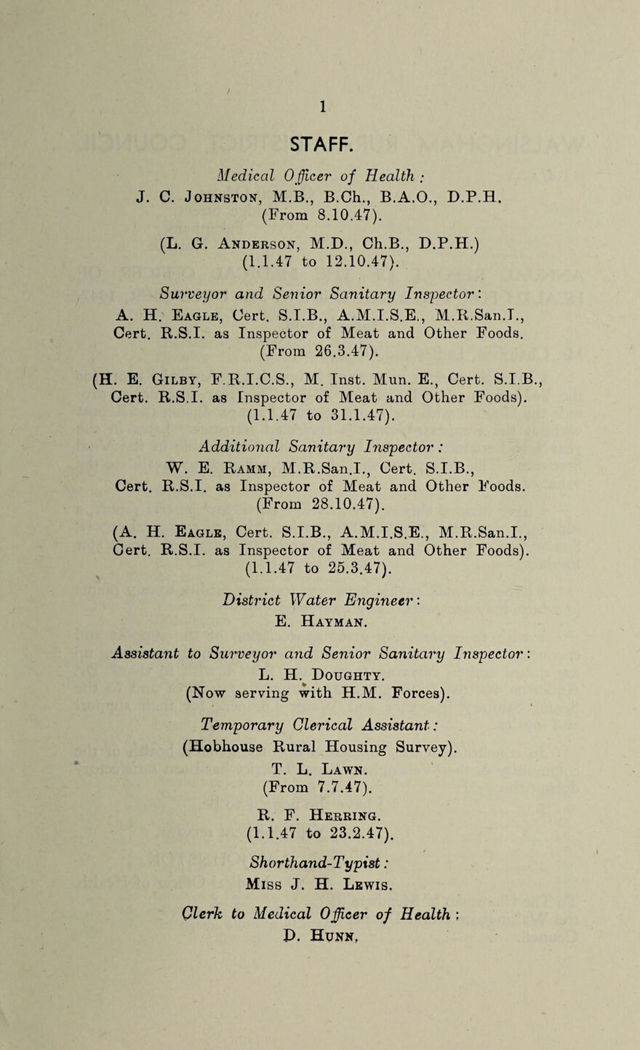 1
STAFF.
Medical Officer of Health :
J. C. JOHNSTON, M.B., B.Ch., B.A.O., D.P.H.
(From 8.10.47).
(L. G. ANDERSON, M.D., Ch.B., D.P.H.)
(1.1.47 to 12.10.47).
Surveyor and Senior Sanitary Inspector:
A. H. EAGLE, Cert. S.I.B., A.M.I.S.E., M.R.San.I.,
Cert. R.S.I. as Inspector of Meat and Other Foods.
(From 26.3.47).
(H. E. GILBY, F.R.I.C.S., M. Inst. Mun. E., Cert. S.I.B.,
Cert. R.S.I. as Inspector of Meat and Other Foods).
(1.1.47 to 31.1.47).
Additional Sanitary Inspector :
W. E. RAMM, M.R.San.I., Cert. S.I.B.,
Cert. R.S.I. as Inspector of Meat and Other Foods.
(From 28.10.47).
(A. H. EAGLE, Cert. S.I.B., A.M.I.S.E., M.R.San.I.,
Cert. R.S.I. as Inspector of Meat and Other Foods).
(1.1.47 to 25.3.47).
District Water Engineer:
E. HAYMAN.
Assistant to Surveyor and Senior Sanitary Inspector:
L. H. DOUGHTY.
(Now serving with H.M. Forces).
Temporary Clerical Assistant :
(Hobhouse Rural Housing Survey).
T. L. LAWN.
(From 7.7.47).
R. F. HERRING.
(1.1.47 to 23.2.47).
Shorthand-Typist :
MISS J. H. LEWIS.
Clerk to Medical Officer of Health :
D. HUNN.